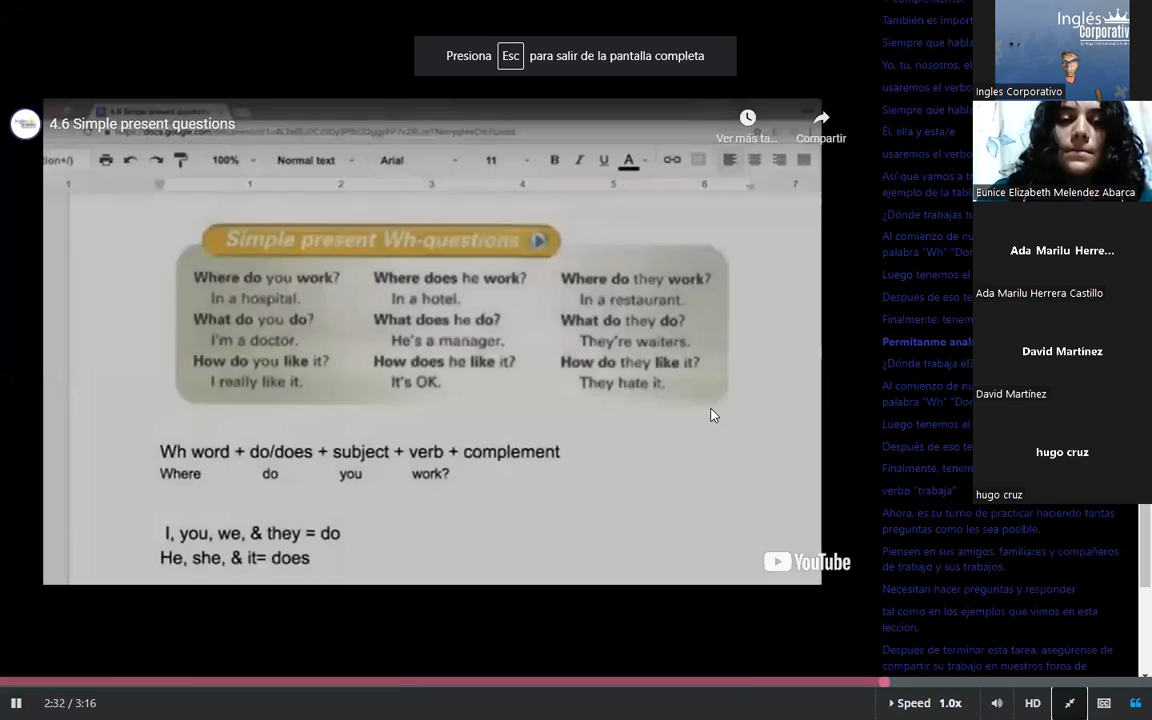 Presiona Esc para salir de la pantalla completa
4.6 Simple present questions
Ver más ta...
Compartir
100%
Normal text
Arial
11
B I U A
1 1 2 3 4 5 6 7
Simple present Wh-questions
Where do you work?
In a hospital.
What do you do?
I'm a doctor.
How do you like it?
I really like it.
Where does he work?
In a hotel.
What does he do?
He's a manager.
How does he like it?
It's OK.
Where do they work?
In a restaurant.
What do they do?
They're waiters.
How do they like it?
They hate it.
Wh word + do/does + subject + verb + complement
Where do you work?
I, you, we, & they = do
He, she, & it= does
YouTube
También es import
Siempre que habla
Yo, tu, nosotros, el
usaremos el verbo
Siempre que habla
Él, ella y esta/e
usaremos el verbo
Así que vamos a tr
ejemplo de la tabl
¿Dónde trabajas tu
Al comienzo de nu
palabra "Wh" "Dor
Luego tenemos el
Después de eso te
Finalmente, tenem
Permítanme anal
¿Dónde trabaja él?
Al comienzo de nu
palabra "Wh" "Dor
Luego tenemos el
Después de eso te
Finalmente, tenem
verbo "trabaja"
Ahora, es su turno de practicar haciendo tantas
preguntas como les sea posible.
Piensen en sus amigos, familiares y compañeros
de trabajo y sus trabajos.
Necesitan hacer preguntas y responder
tal como en los ejemplos que vimos en esta
lección.
Después de terminar esta tarea, asegúrense de
compartir su trabajo en nuestros foros de
Inglés
Corporativ
Ingles Corporativo
Eunice Elizabeth Melendez Abarca
Ada Marilu Herre...
Ada Marilu Herrera Castillo
David Martinez
David Martínez
hugo cruz
hugo cruz
2:32 / 3:16
Speed 1.0x
HD